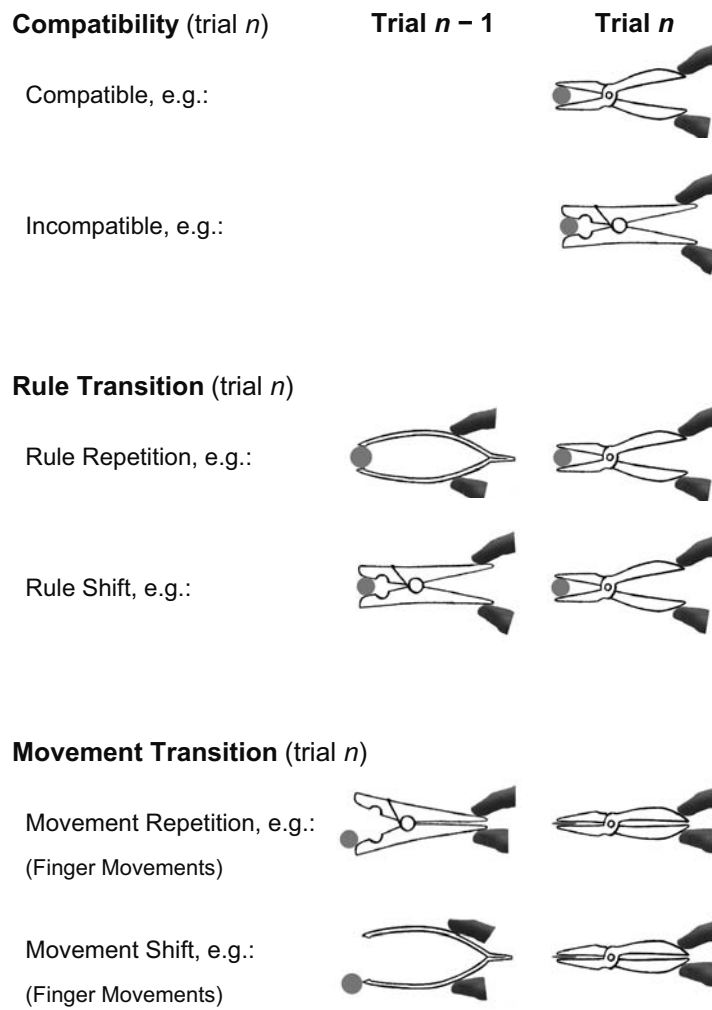 Compatibility (trial n) Trial n − 1 Trial n
Compatible, e.g.:
Incompatible, e.g.:
Rule Transition (trial n)
Rule Repetition, e.g.:
Rule Shift, e.g.:
Movement Transition (trial n)
Movement Repetition, e.g.:
(Finger Movements)
Movement Shift, e.g.:
(Finger Movements)